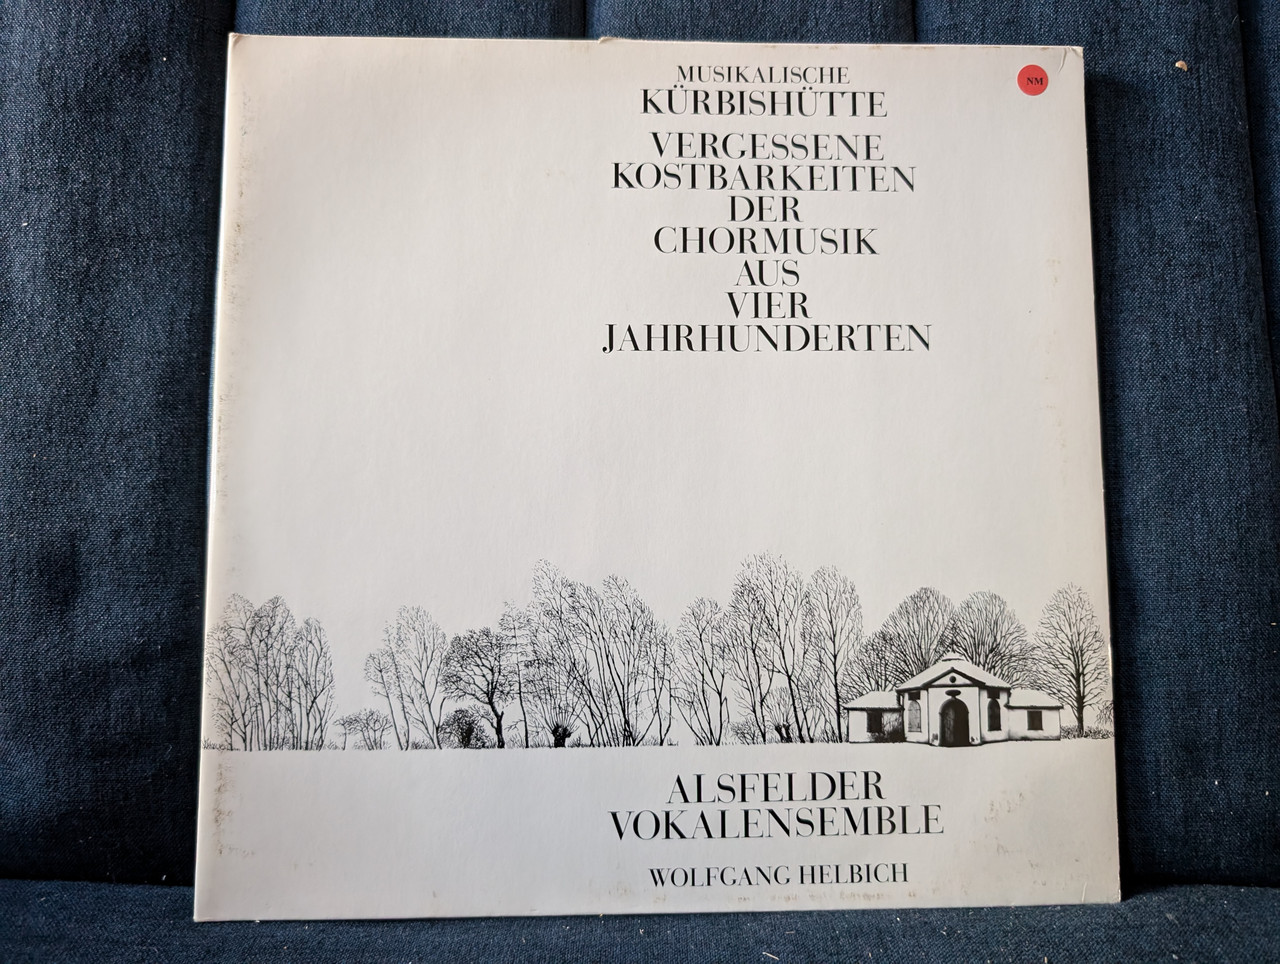 MUSIKALISCHE
KÜRBISHÜTTE
VERGESSENE
KOSTBARKEITEN
DER
CHORMUSIK
AUS
VIER
JAHRHUNDERTEN
NM
ALSFELDER
VOKALENSEMBLE
WOLFGANG HELBICH